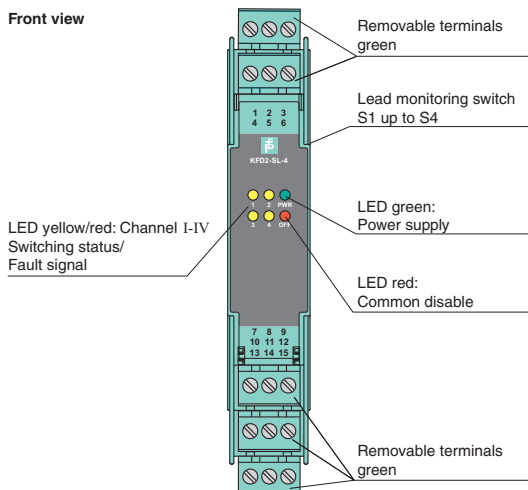 Front view
Removable terminals
green
Lead monitoring switch
S1 up to S4
1 2 3
4 5 6
KFD2-SL-4
1 2 PWR
3 4 OFF
LED yellow/red: Channel I-IV
Switching status/
Fault signal
LED green:
Power supply
LED red:
Common disable
7 8 9
10 11 12
13 14 15
Removable terminals
green